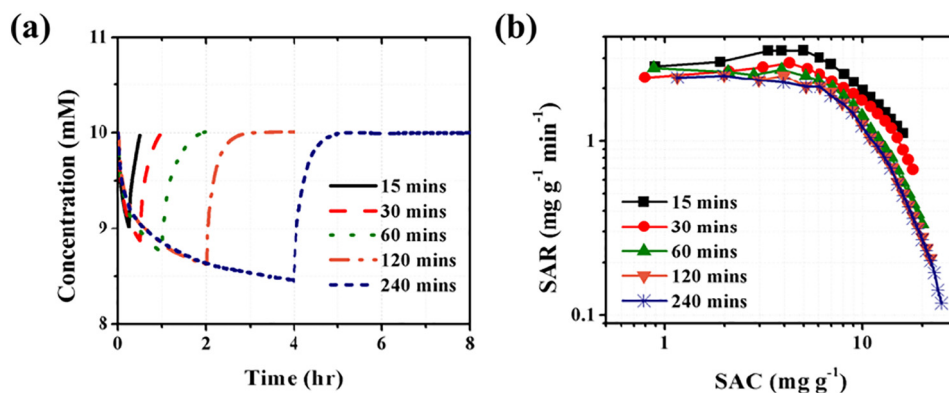 (a)
11
10
9
8
Concentration (mM)
0
2
4
6
8
Time (hr)
15 mins
30 mins
60 mins
120 mins
240 mins
(b)
1
0.1
SAR (mg g⁻¹ min⁻¹)
1
10
SAC (mg g⁻¹)
15 mins
30 mins
60 mins
120 mins
240 mins